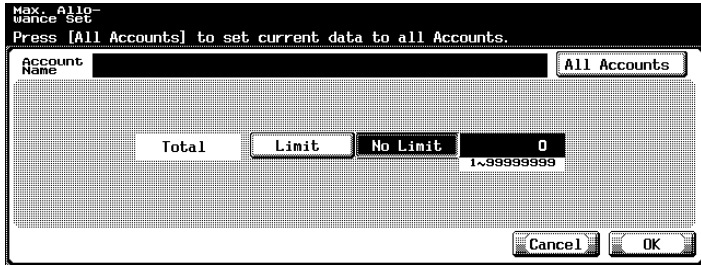 Max. Allo-
wance Set
Press [All Accounts] to set current data to all Accounts.
Account
Name
All Accounts
Total Limit No Limit 0
1~99999999
Cancel OK